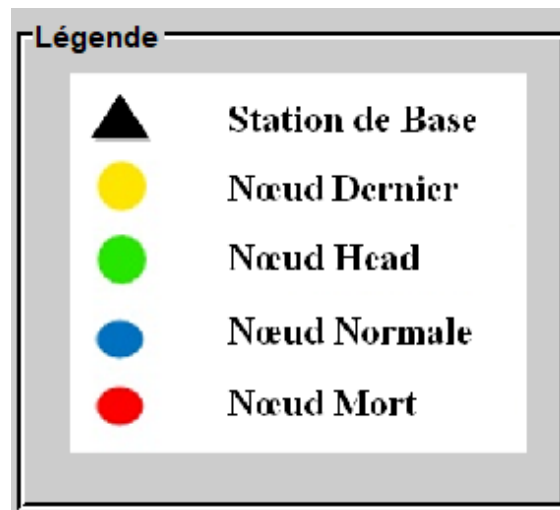 Légende
Station de Base
Nœud Dernier
Nœud Head
Nœud Normale
Nœud Mort